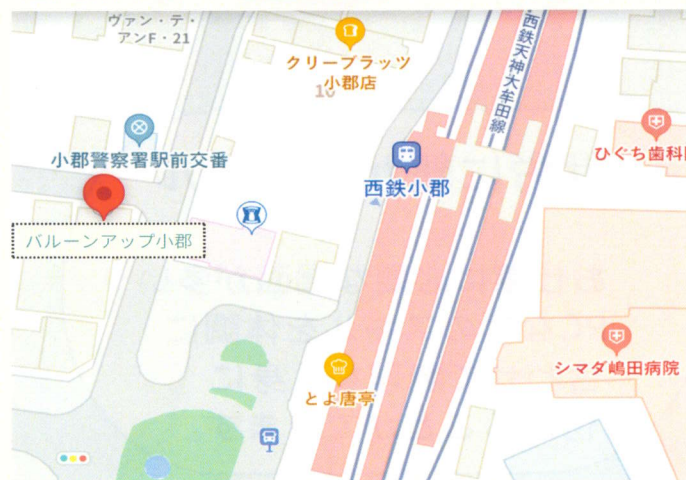 ヴァン・テ・
アンF・21
クリーブラッツ
小郡店
16
西鉄天神大牟田線
小郡警察署駅前交番
西鉄小郡
ひぐち歯科
バルーンアップ小郡
シマダ嶋田病院
とよ唐亭